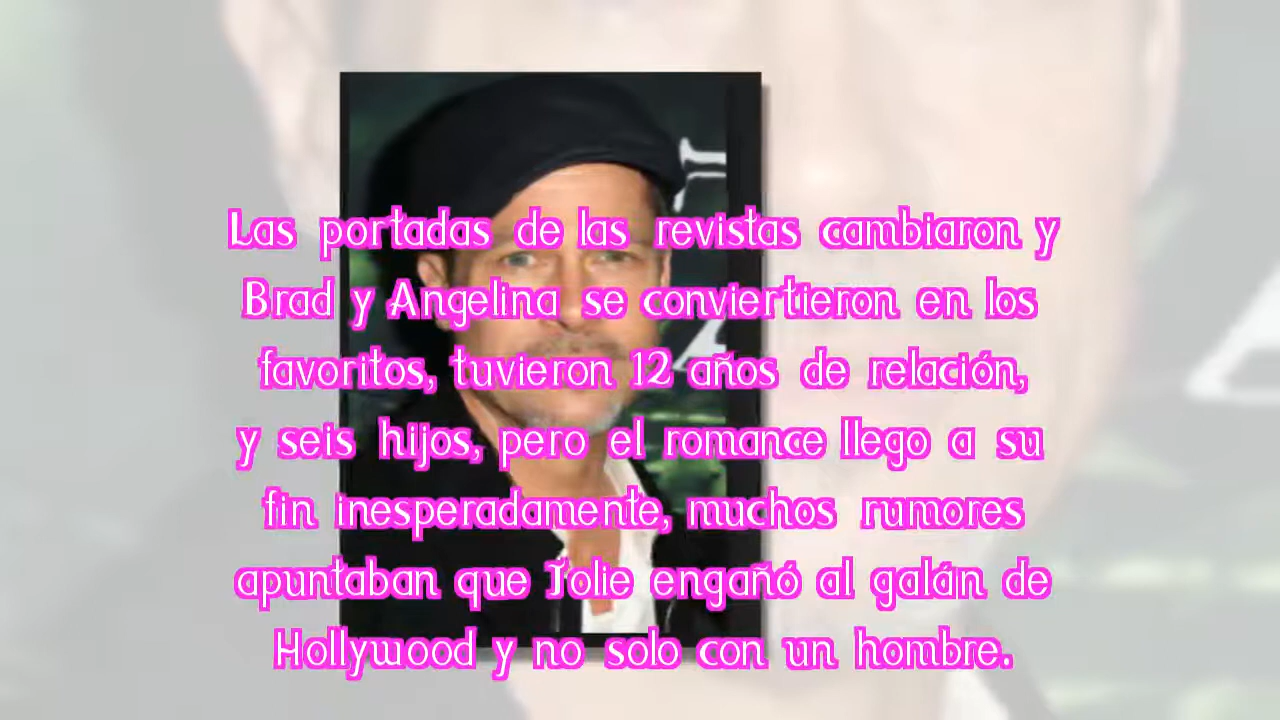 Las portadas de las revistas cambiaron y
Brad y Angelina se conviertieron en los
favoritos, tuvieron 12 años de relación,
y seis hijos, pero el romance llego a su
fin inesperadamente, muchos rumores
apuntaban que Jolie engañó al galán de
Hollywood y no solo con un hombre.